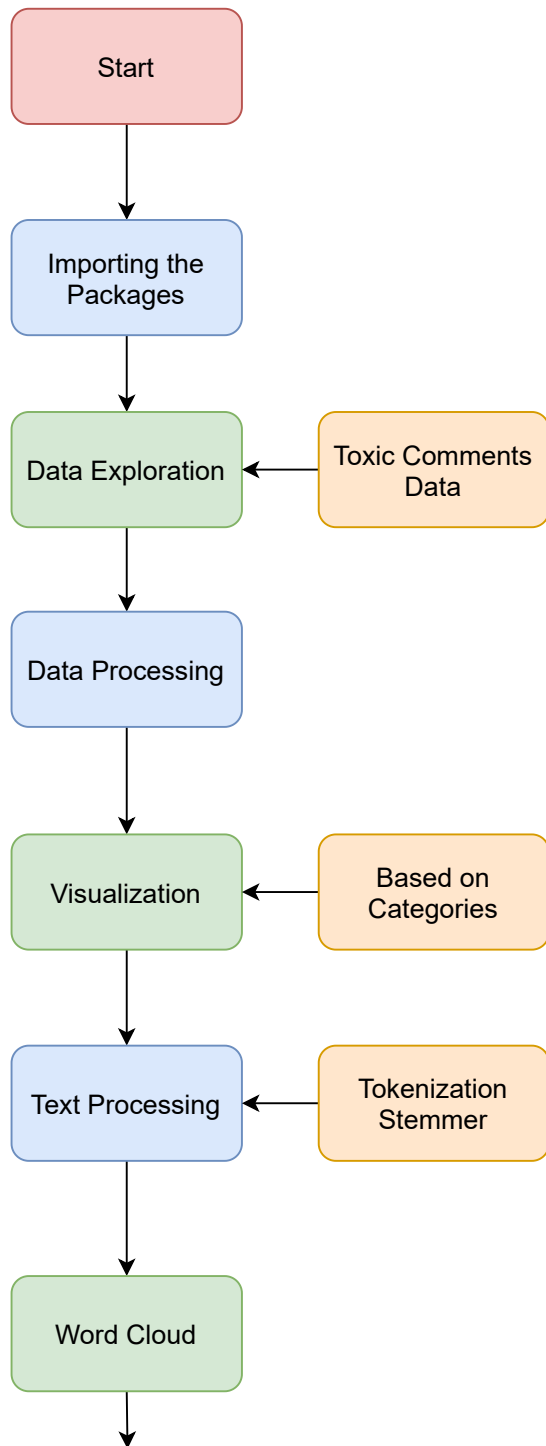 Start
Importing the
Packages
Data Exploration
Toxic Comments
Data
Data Processing
Visualization
Based on
Categories
Text Processing
Tokenization
Stemmer
Word Cloud